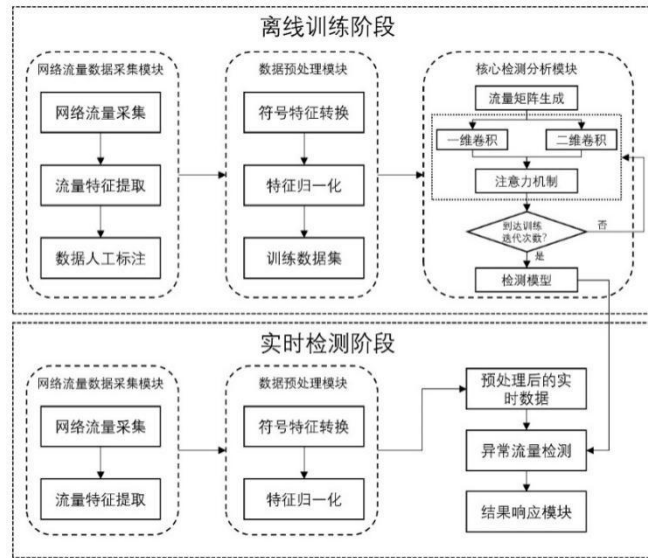 离线训练阶段
网络流量数据采集模块
网络流量采集
流量特征提取
数据人工标注
数据预处理模块
符号特征转换
特征归一化
训练数据集
核心检测分析模块
流量矩阵生成
一维卷积
二维卷积
注意力机制
到达训练
迭代次数?
否
是
检测模型
实时检测阶段
网络流量数据采集模块
网络流量采集
流量特征提取
数据预处理模块
符号特征转换
特征归一化
预处理后的实
时数据
异常流量检测
结果响应模块